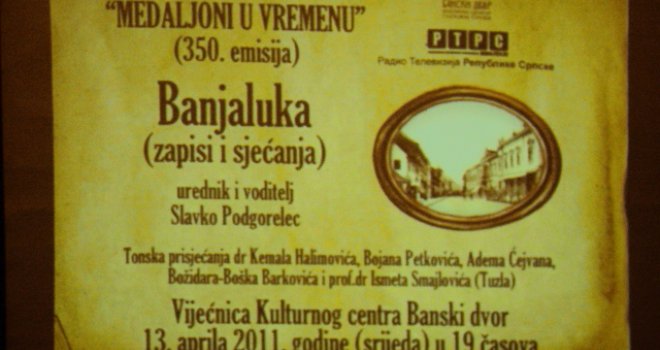 “MEDALJONI U VREMENU”
(350. emisija)
РТРС
Радио Телевизија Републике Српске
Banjaluka
(zapisi i sjećanja)
urednik i voditelj
Slavko Podgorelec
Tonska prisjećanja dr Kemala Halimovića, Bojana Petkovića, Adema Ćejvana,
Božidara-Boška Barkovića i prof.dr Ismeta Smajlovića (Tuzla)
Vijećnica Kulturnog centra Banski dvor
13. aprila 2011. godine (srijeda) u 19 časova